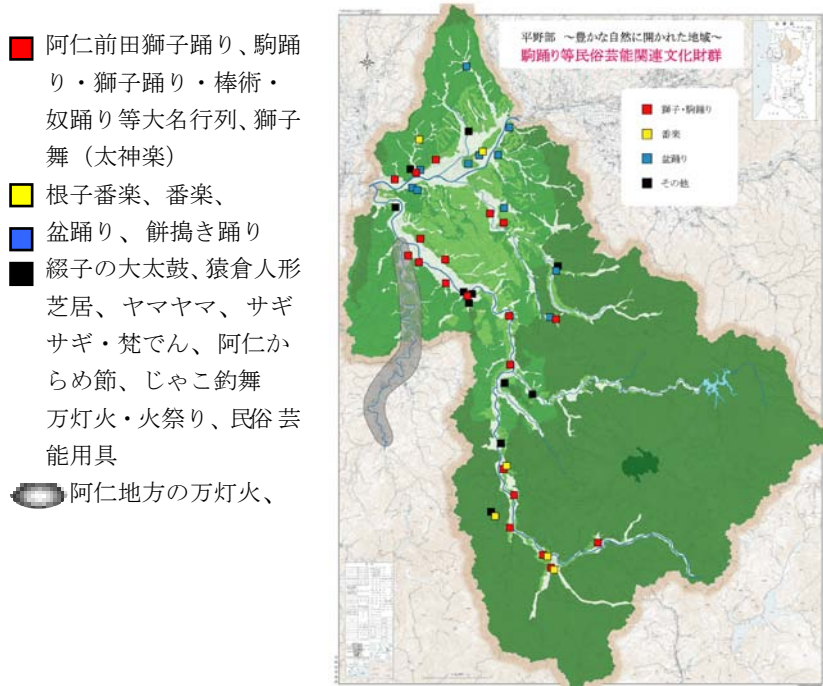 阿仁前田獅子踊り、駒踊
り・獅子踊り・棒術・
奴踊り等大名行列、獅子
舞（太神楽）
根子番楽、番楽、
盆踊り、餅搗き踊り
綴子の大太鼓、猿倉人形
芝居、ヤマヤマ、サギ
サギ・梵でん、阿仁か
らめ節、じゃこ釣舞
万灯火・火祭り、民俗芸
能用具
阿仁地方の万灯火、
平野部 ～豊かな自然に開かれた地域～
駒踊り等民俗芸能関連文化財群
獅子・駒踊り
番楽
盆踊り
その他